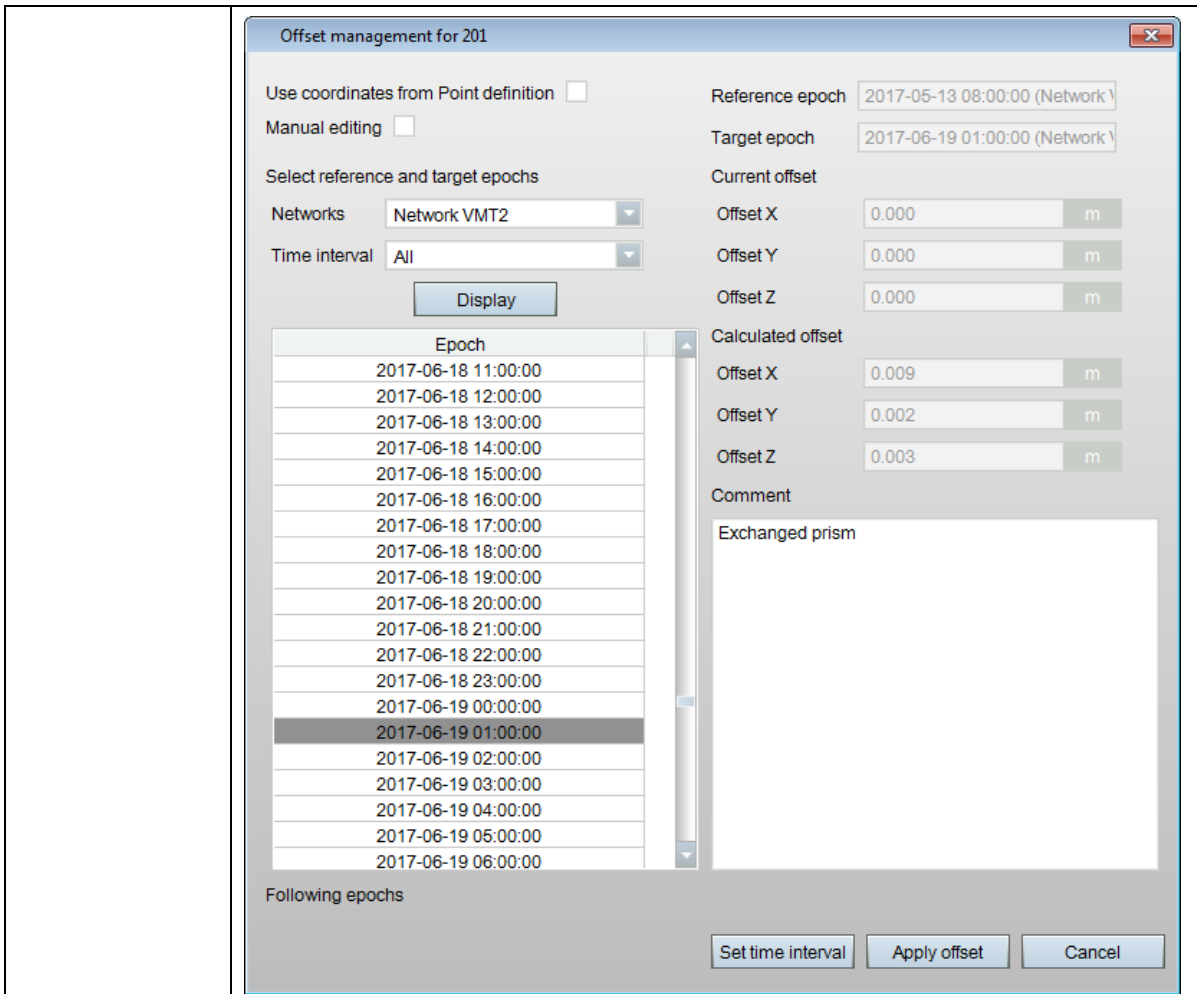 Offset management for 201
Use coordinates from Point definition
Manual editing
Select reference and target epochs
Networks Network VMT2
Time interval All
Display
Epoch
2017-06-18 11:00:00
2017-06-18 12:00:00
2017-06-18 13:00:00
2017-06-18 14:00:00
2017-06-18 15:00:00
2017-06-18 16:00:00
2017-06-18 17:00:00
2017-06-18 18:00:00
2017-06-18 19:00:00
2017-06-18 20:00:00
2017-06-18 21:00:00
2017-06-18 22:00:00
2017-06-18 23:00:00
2017-06-19 00:00:00
2017-06-19 01:00:00
2017-06-19 02:00:00
2017-06-19 03:00:00
2017-06-19 04:00:00
2017-06-19 05:00:00
2017-06-19 06:00:00
Following epochs
Reference epoch 2017-05-13 08:00:00 (Network
Target epoch 2017-06-19 01:00:00 (Network
Current offset
Offset X 0.000 m
Offset Y 0.000 m
Offset Z 0.000 m
Calculated offset
Offset X 0.009 m
Offset Y 0.002 m
Offset Z 0.003 m
Comment
Exchanged prism
Set time interval Apply offset Cancel